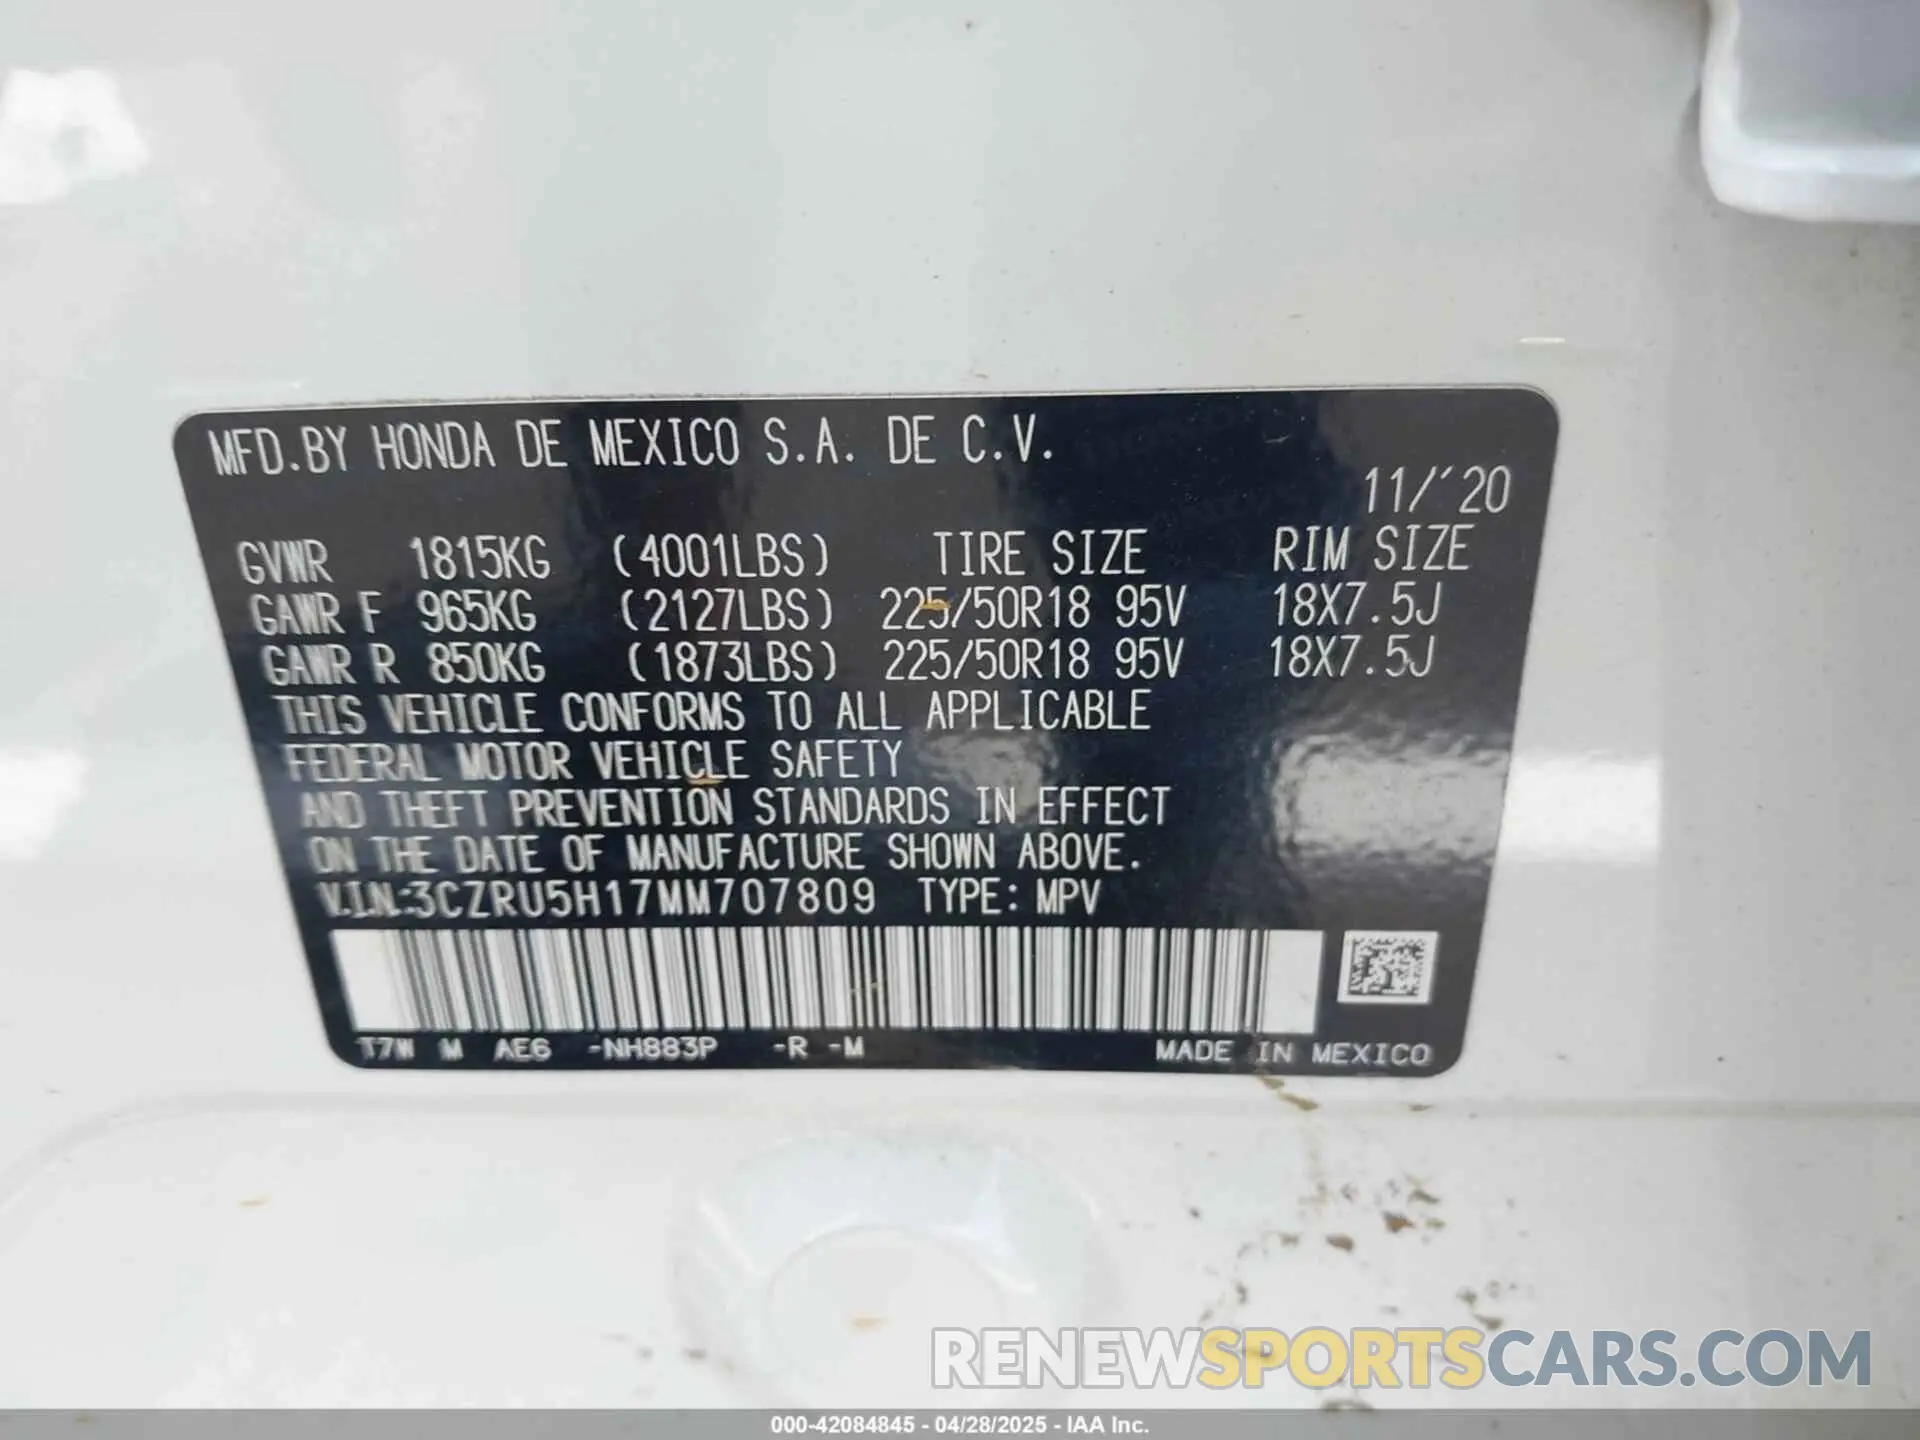 MFD.BY HONDA DE MEXICO S.A. DE C.V.
11/'20
GVWR 1815KG (4001LBS) TIRE SIZE RIM SIZE
GAWR F 965KG (2127LBS) 225/50R18 95V 18X7.5J
GAWR R 850KG (1873LBS) 225/50R18 95V 18X7.5J
THIS VEHICLE CONFORMS TO ALL APPLICABLE
FEDERAL MOTOR VEHICLE SAFETY
AND THEFT PREVENTION STANDARDS IN EFFECT
ON THE DATE OF MANUFACTURE SHOWN ABOVE.
V.I.N.:3CZRU5H17MM707809 TYPE: MPV
T7W M AE6 -NH883P -R -M MADE IN MEXICO
RENEWSPORTSCARS.COM
000-42084845 - 04/28/2025 - IAA Inc.